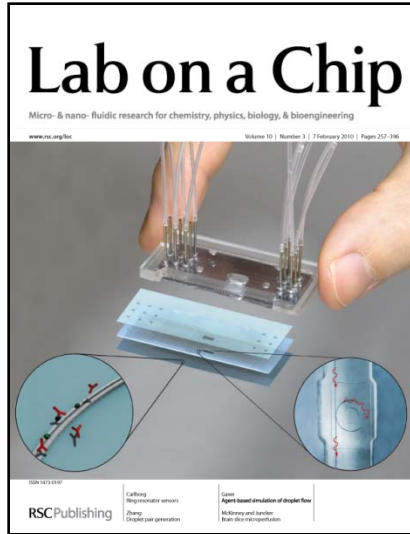 Lab on a Chip
Micro- & nano- fluidic research for chemistry, physics, biology, & bioengineering
www.rsc.org/loc Volume 10 | Number 3 | 7 February 2010 | Pages 257–396
ISSN 1473-0197
RSCPublishing
Carlborg
Ring resonator sensors
Zhang
Droplet pair generation
Gaver
Agent-based simulation of droplet flow
McKinney and Juncker
Brain slice microperfusion